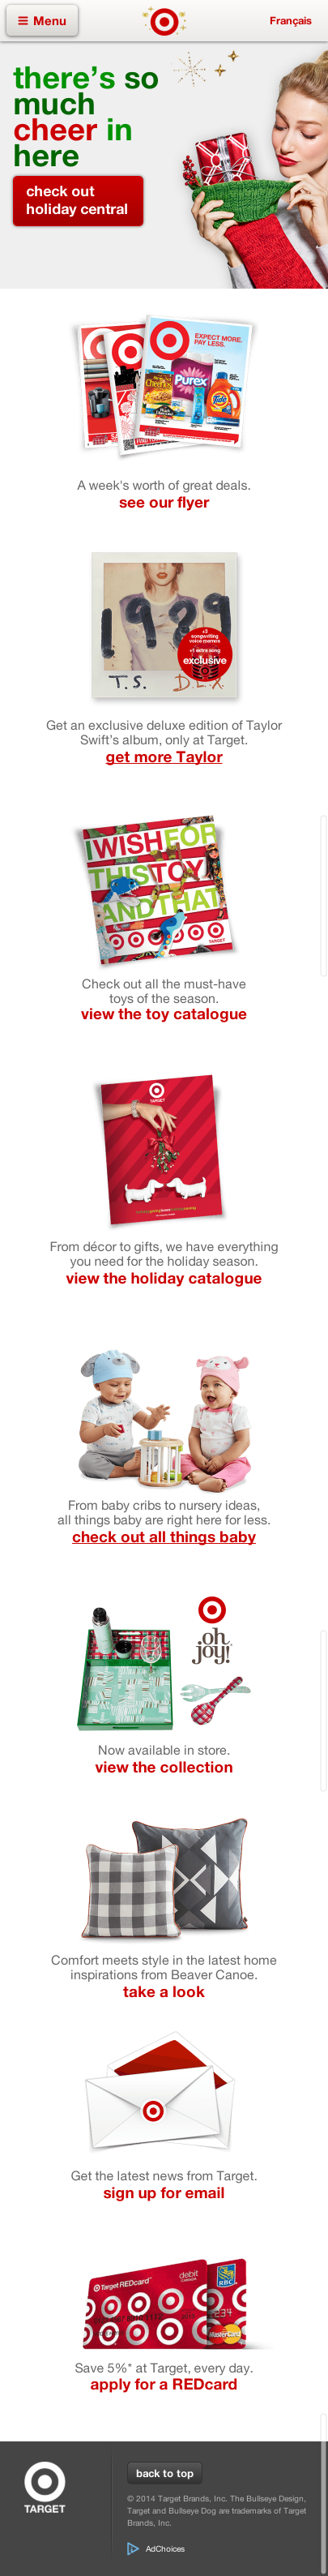 Menu
Français
there's so
much
cheer in
here
check out
holiday central
EXPECT MORE.
PAY LESS.
Cheerios
Purex
Tide
A week's worth of great deals.
see our flyer
1989
+3
songwriting
voice memos
exclusive
T.S. D.L.X.
Get an exclusive deluxe edition of Taylor
Swift's album, only at Target.
get more Taylor
I WISH FOR
THIS TOY
AND THAT
TARGET
Check out all the must-have
toys of the season.
view the toy catalogue
TARGET
From décor to gifts, we have everything
you need for the holiday season.
view the holiday catalogue
From baby cribs to nursery ideas,
all things baby are right here for less.
check out all things baby
oh
joy!
Now available in store.
view the collection
Comfort meets style in the latest home
inspirations from Beaver Canoe.
take a look
Get the latest news from Target.
sign up for email
Target REDcard
debit
RBC
1234
MasterCard
Save 5%* at Target, every day.
apply for a REDcard
TARGET
back to top
© 2014 Target Brands, Inc. The Bullseye Design,
Target and Bullseye Dog are trademarks of Target
Brands, Inc.
AdChoices